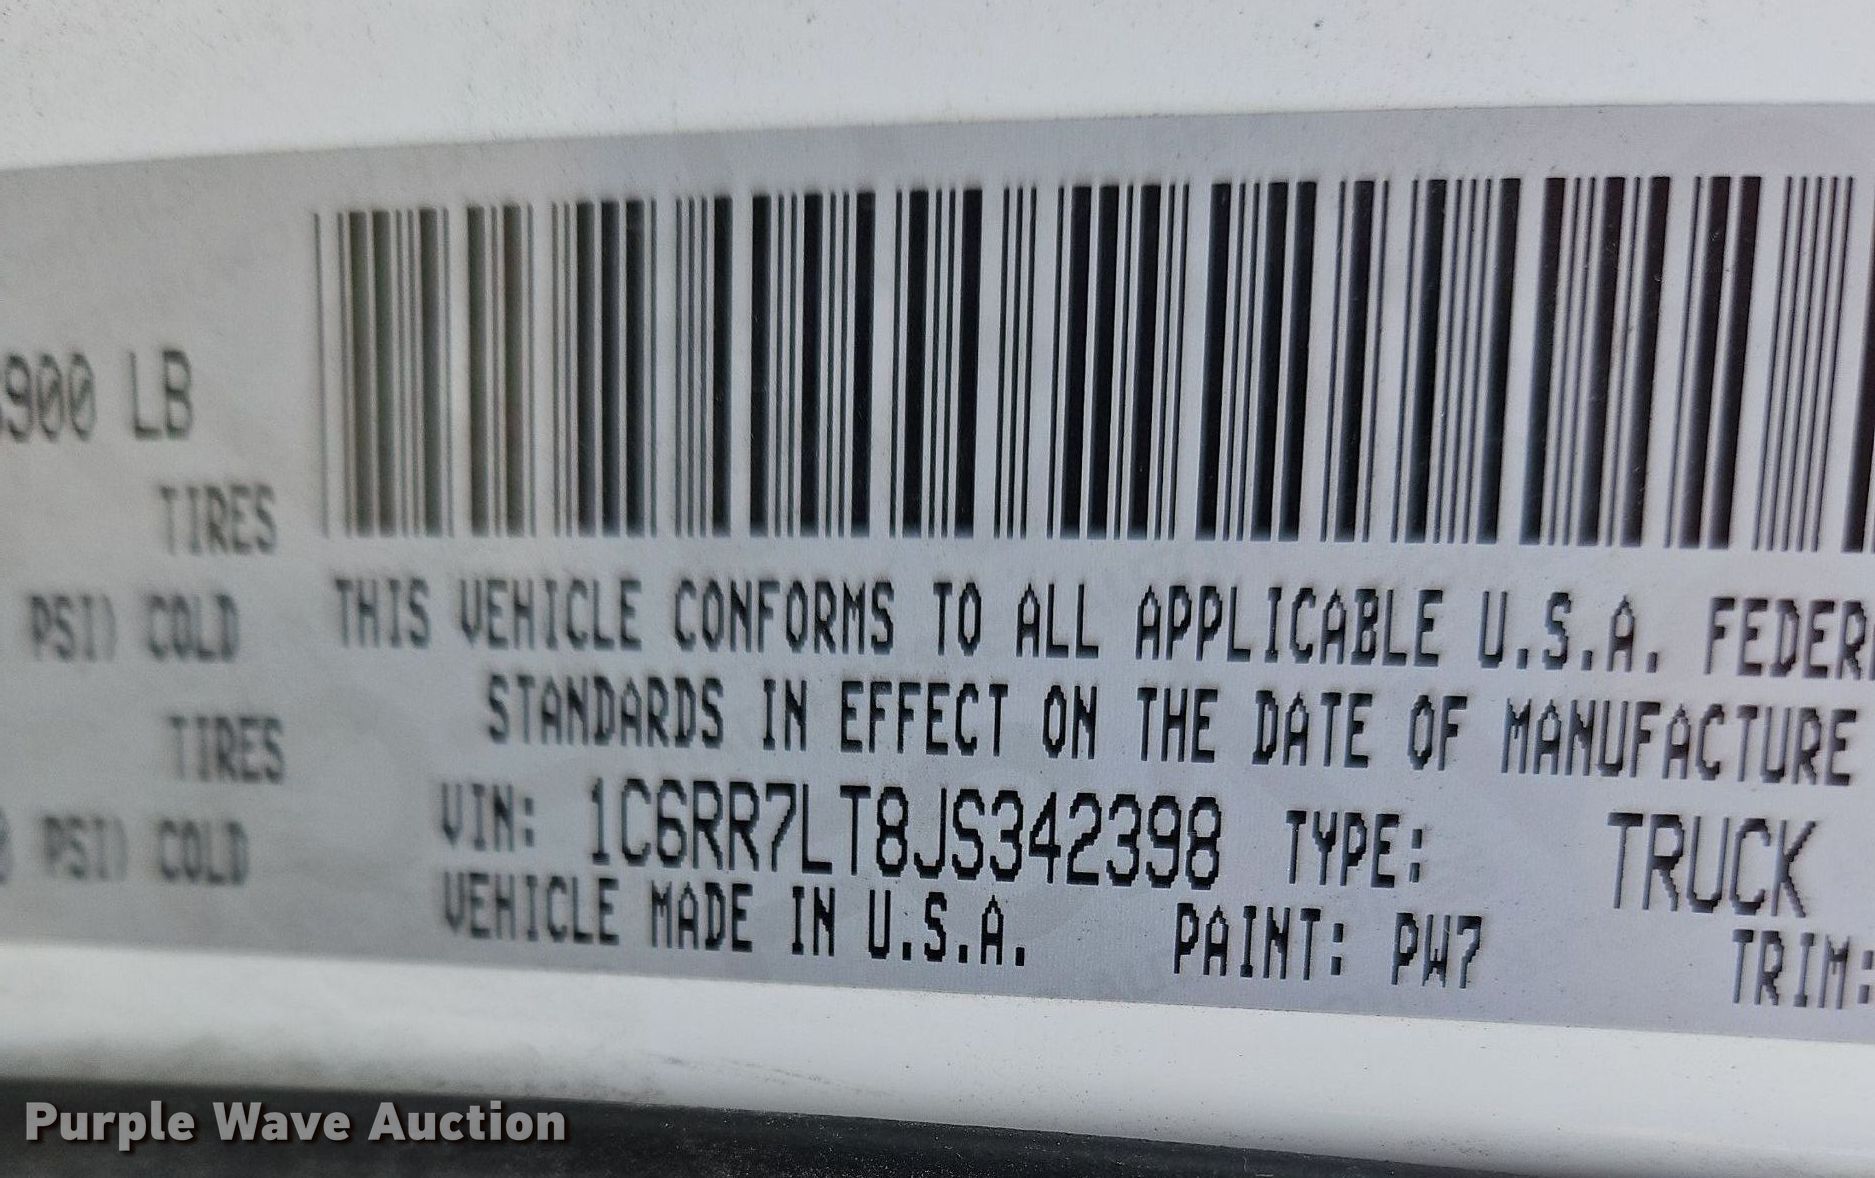 900 LB
TIRES
PSI) COLD
TIRES
PSI) COLD
THIS VEHICLE CONFORMS TO ALL APPLICABLE U.S.A. FEDER
STANDARDS IN EFFECT ON THE DATE OF MANUFACTURE
VIN: 1C6RR7LT8JS342398 TYPE: TRUCK
VEHICLE MADE IN U.S.A. PAINT: PW7 TRIM:
Purple Wave Auction